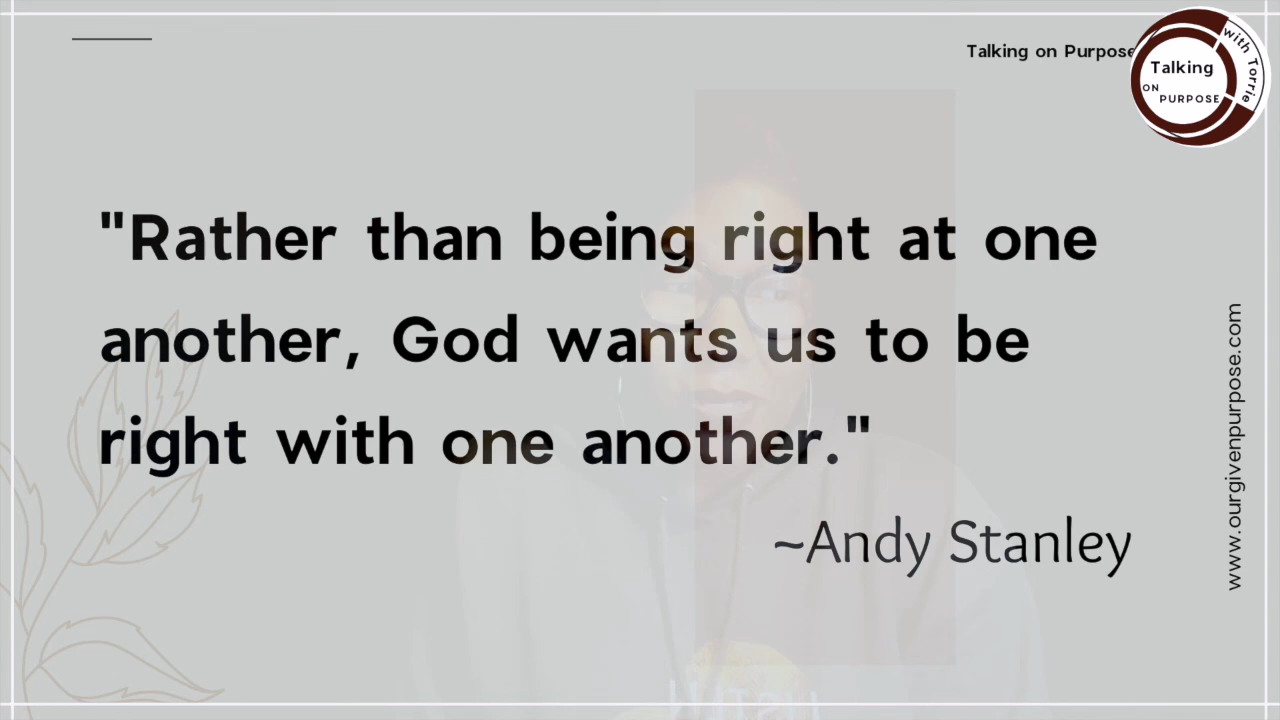 Talking on Purpose
Talking
ON
PURPOSE
with Torrie
"Rather than being right at one
another, God wants us to be
right with one another."
~Andy Stanley
www.ourgivenpurpose.com